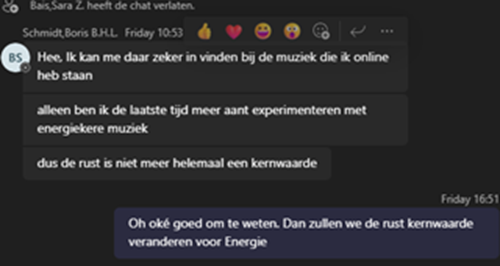 Bais,Sara Z. heeft de chat verlaten.
Schmidt,Boris B.H.L. Friday 10:53
BS
Hee, Ik kan me daar zeker in vinden bij de muziek die ik online
heb staan
alleen ben ik de laatste tijd meer aant experimenteren met
energiekere muziek
dus de rust is niet meer helemaal een kernwaarde
Friday 16:51
Oh oké goed om te weten. Dan zullen we de rust kernwaarde
veranderen voor Energie